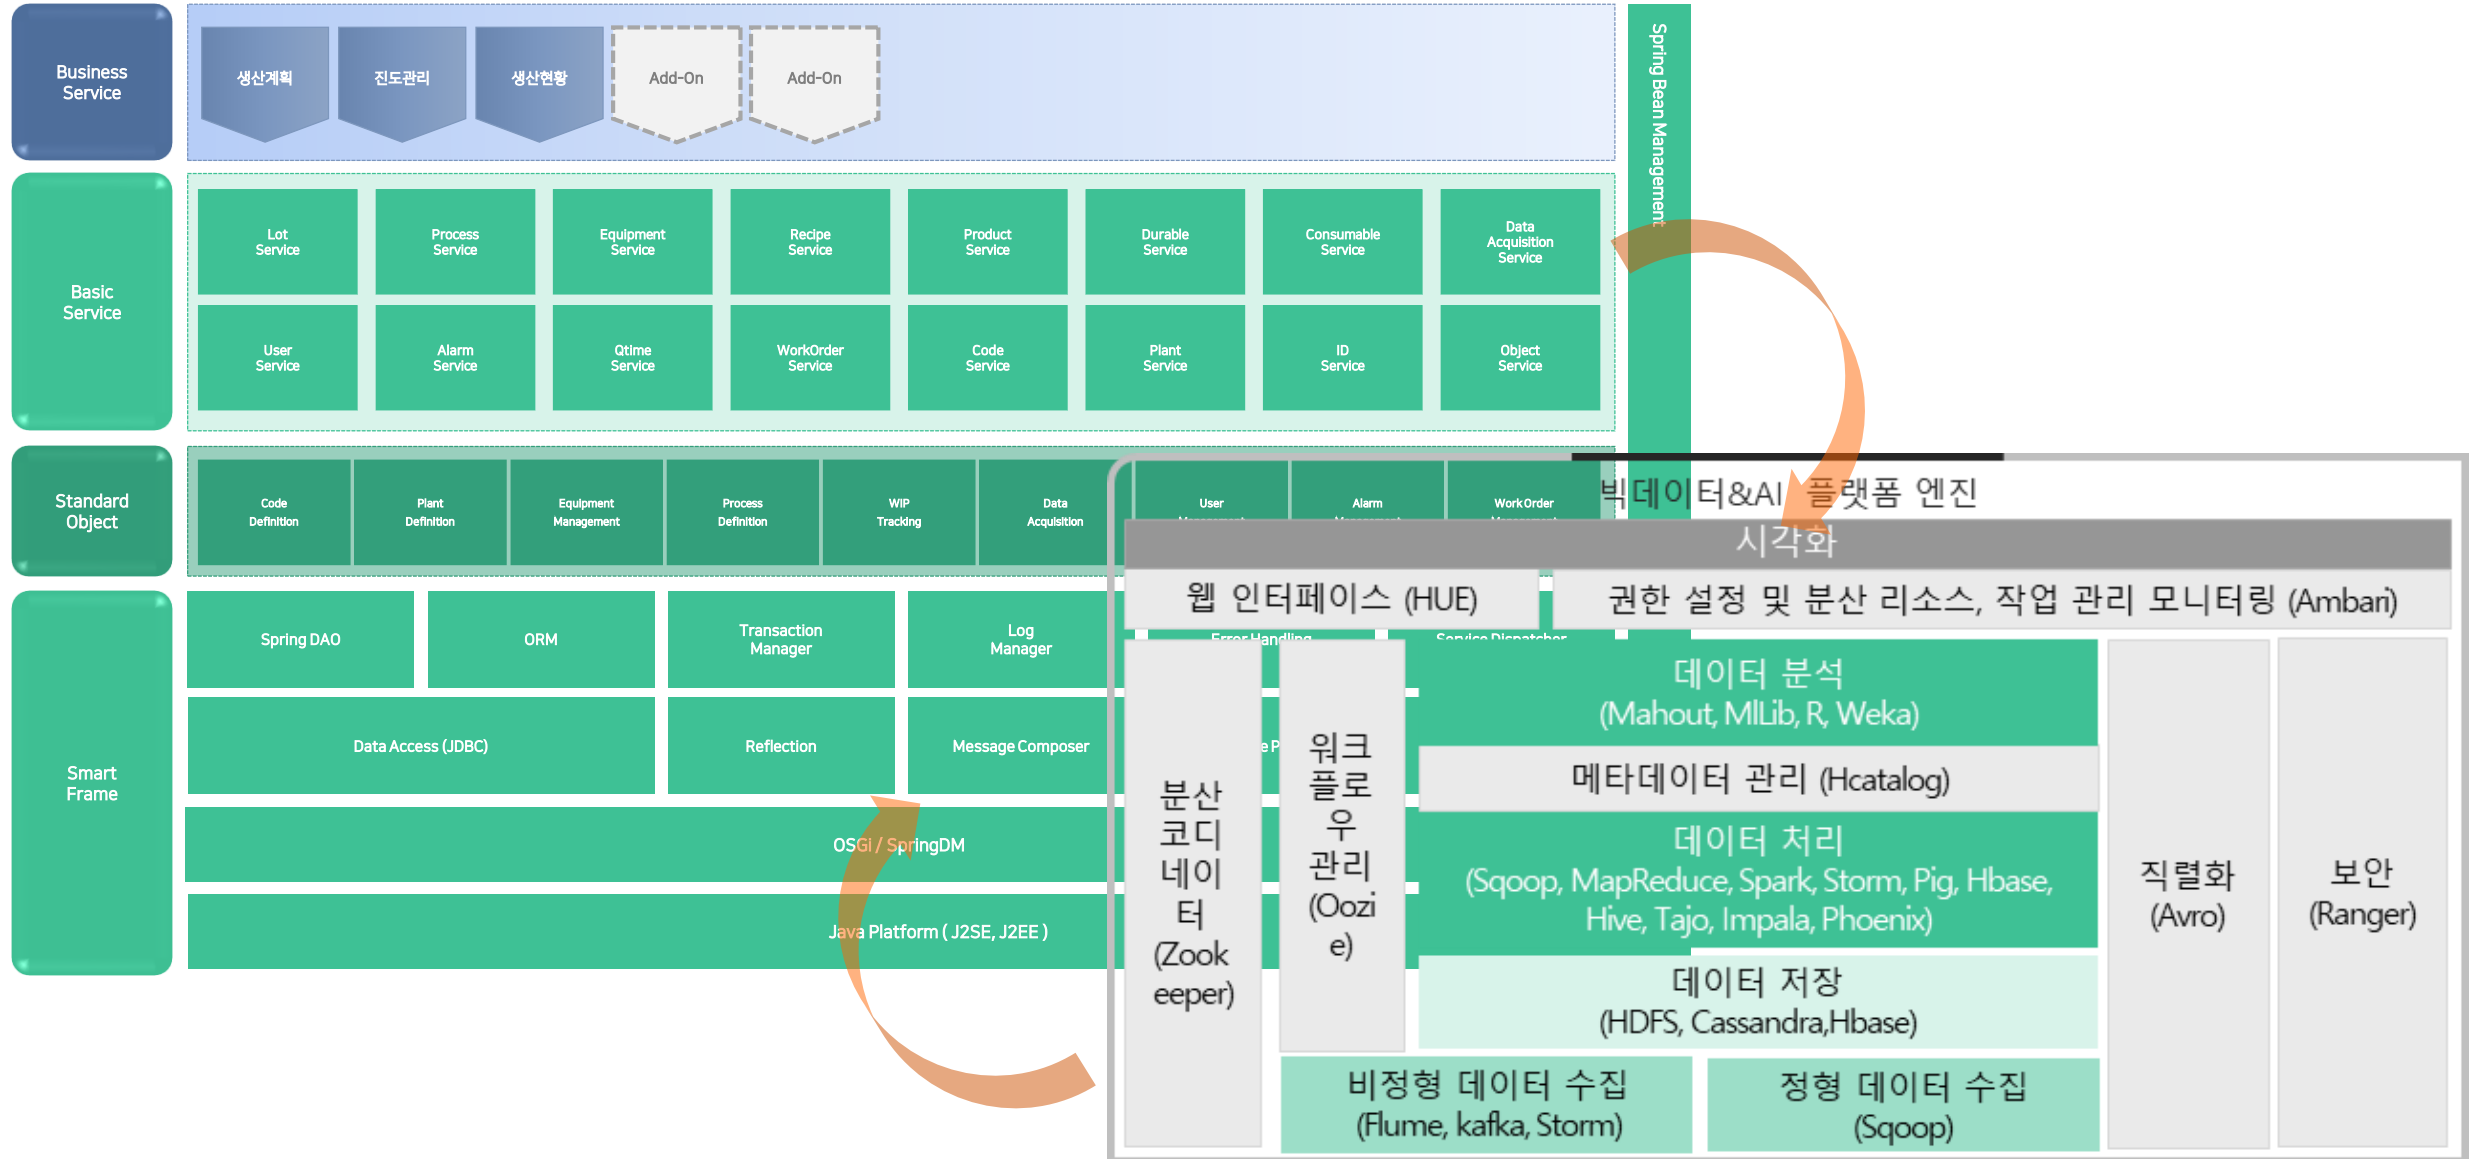 Business
Service
생산계획
진도관리
생산현황
Add-On
Add-On
Spring Bean Management
Basic
Service
Lot
Service
Process
Service
Equipment
Service
Recipe
Service
Product
Service
Durable
Service
Consumable
Service
Data
Acquisition
Service
User
Service
Alarm
Service
Qtime
Service
WorkOrder
Service
Code
Service
Plant
Service
ID
Service
Object
Service
Standard
Object
Code
Definition
Plant
Definition
Equipment
Management
Process
Definition
WIP
Tracking
Data
Acquisition
User
Alarm
Work Order
Smart
Frame
Spring DAO
ORM
Transaction
Manager
Log
Manager
Error Handling
Service Dispatcher
Data Access (JDBC)
Reflection
Message Composer
OSGi / SpringDM
Java Platform ( J2SE, J2EE )
빅데이터&AI 플랫폼 엔진
시각화
웹 인터페이스 (HUE)
권한 설정 및 분산 리소스, 작업 관리 모니터링 (Ambari)
분산
코디
네이
터
(Zook
eeper)
워크
플로
우
관리
(Oozi
e)
데이터 분석
(Mahout, MlLib, R, Weka)
메타데이터 관리 (Hcatalog)
데이터 처리
(Sqoop, MapReduce, Spark, Storm, Pig, Hbase,
Hive, Tajo, Impala, Phoenix)
데이터 저장
(HDFS, Cassandra,Hbase)
비정형 데이터 수집
(Flume, kafka, Storm)
정형 데이터 수집
(Sqoop)
직렬화
(Avro)
보안
(Ranger)